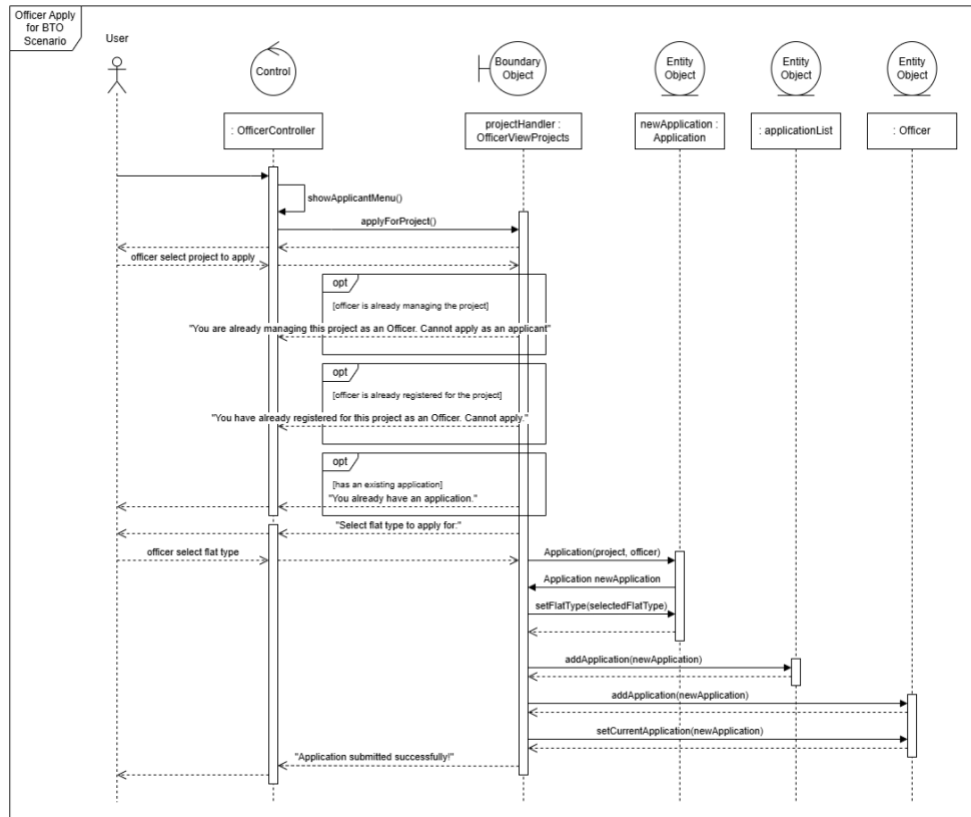 Officer Apply
for BTO
Scenario
User
Control
Boundary
Object
Entity
Object
Entity
Object
Entity
Object
: OfficerController
projectHandler :
OfficerViewProjects
newApplication :
Application
: applicationList
: Officer
showApplicantMenu()
applyForProject()
officer select project to apply
opt
[officer is already managing the project]
"You are already managing this project as an Officer. Cannot apply as an applicant"
opt
[officer is already registered for the project]
"You have already registered for this project as an Officer. Cannot apply."
opt
[has an existing application]
"You already have an application."
"Select flat type to apply for:"
officer select flat type
Application(project, officer)
Application newApplication
setFlatType(selectedFlatType)
addApplication(newApplication)
addApplication(newApplication)
setCurrentApplication(newApplication)
"Application submitted successfully!"